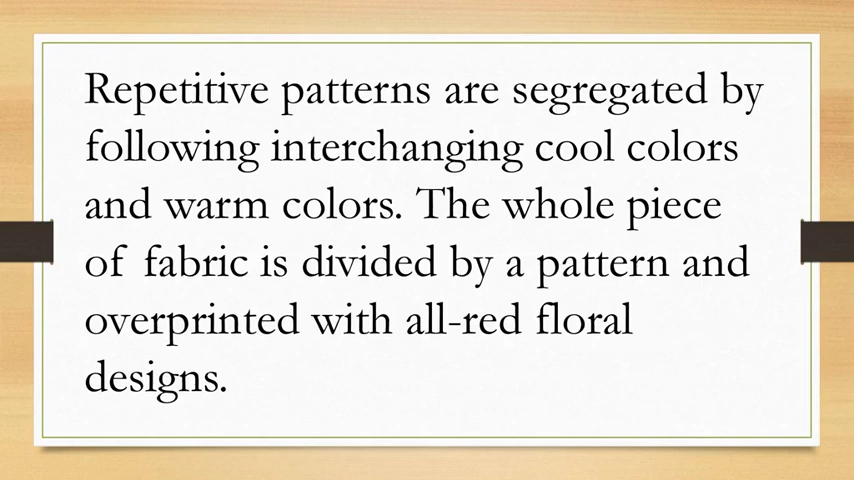 Repetitive patterns are segregated by
following interchanging cool colors
and warm colors. The whole piece
of fabric is divided by a pattern and
overprinted with all-red floral
designs.